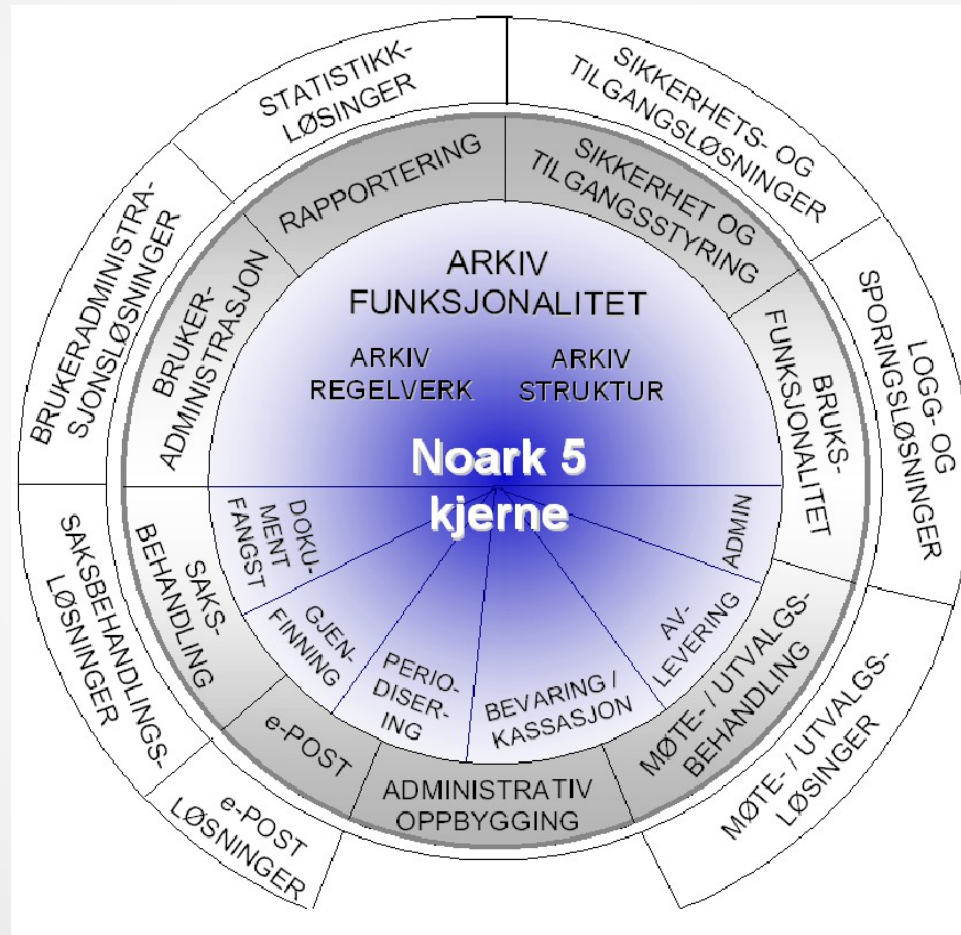 STATISTIKK-
LØSINGER
SIKKERHETS- OG
TILGANGSLØSNINGER
BRUKERADMINISTRA-
SJONSLØSNINGER
LOGG- OG
SPORINGSLØSNINGER
SAKSBEHANDLINGS-
LØSNINGER
e-POST
LØSNINGER
MØTE- / UTVALGS-
LØSINGER
RAPPORTERING
SIKKERHET OG
TILGANGSSTYRING
BRUKER-
ADMINISTRASJON
BRUKS-
FUNKSJONALITET
SAKS-
BEHANDLING
e-POST
ADMINISTRATIV
OPPBYGGING
MØTE- / UTVALGS-
BEHANDLING
ARKIV
FUNKSJONALITET
ARKIV
REGELVERK
ARKIV
STRUKTUR
Noark 5
kjerne
DOKU-
MENT
FANGST
GJEN-
FINNING
PERIO-
DISER-
ING
BEVARING /
KASSASJON
AV-
LEVERING
ADMIN